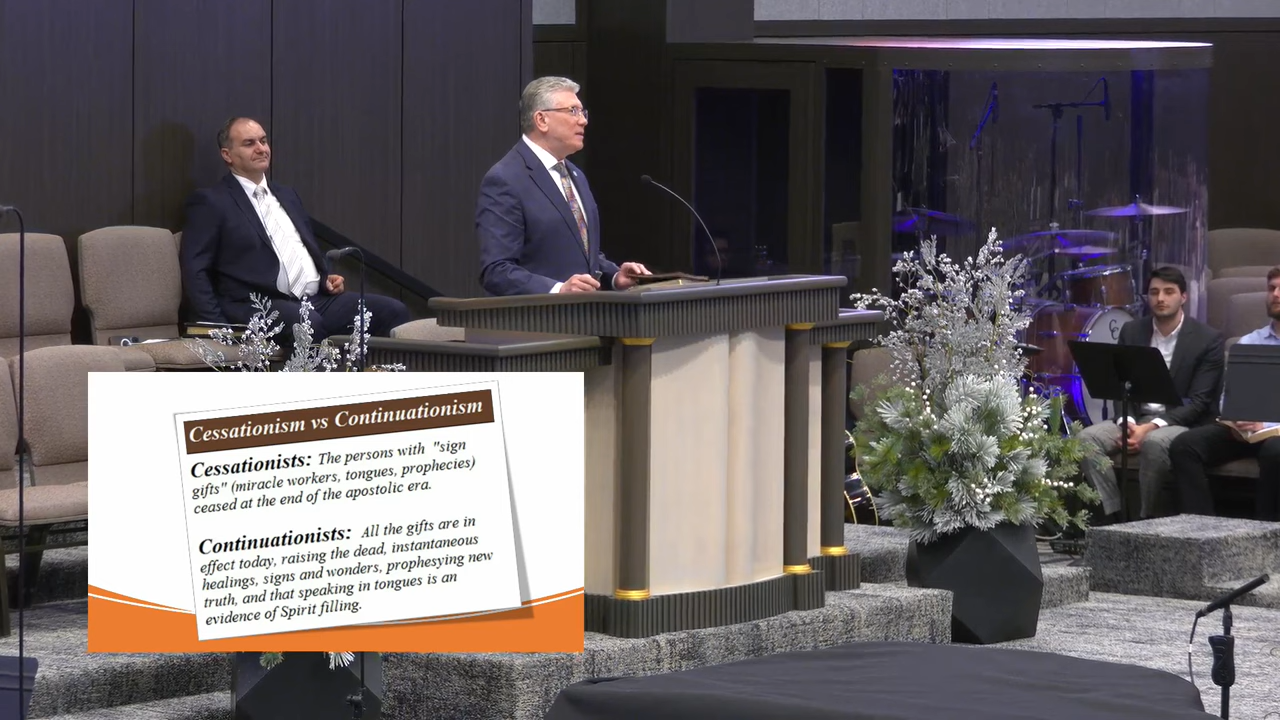 Cessationism vs Continuationism
Cessationists: The persons with "sign
gifts" (miracle workers, tongues, prophecies)
ceased at the end of the apostolic era.
Continuationists: All the gifts are in
effect today, raising the dead, instantaneous
healings, signs and wonders, prophesying new
truth, and that speaking in tongues is an
evidence of Spirit filling.